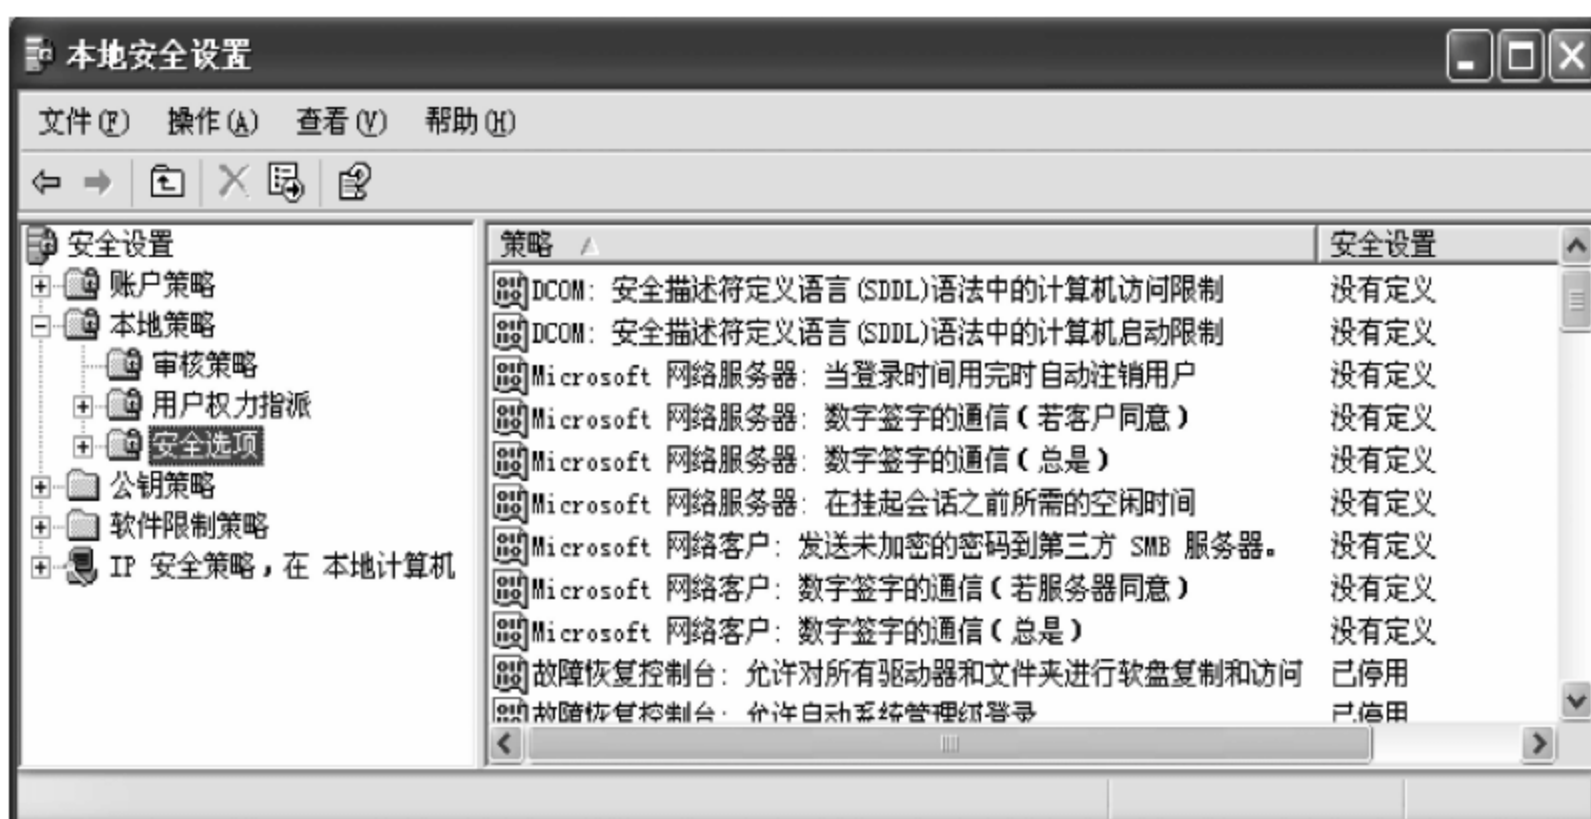 本地安全设置
文件(F) 操作(A) 查看(V) 帮助(H)
安全设置
账户策略
本地策略
审核策略
用户权力指派
安全选项
公钥策略
软件限制策略
IP 安全策略，在 本地计算机
策略 安全设置
DCOM: 安全描述符定义语言(SDDL)语法中的计算机访问限制 没有定义
DCOM: 安全描述符定义语言(SDDL)语法中的计算机启动限制 没有定义
Microsoft 网络服务器: 当登录时间用完时自动注销用户 没有定义
Microsoft 网络服务器: 数字签字的通信(若客户同意) 没有定义
Microsoft 网络服务器: 数字签字的通信(总是) 没有定义
Microsoft 网络服务器: 在挂起会话之前所需的空闲时间 没有定义
Microsoft 网络客户: 发送未加密的密码到第三方 SMB 服务器。 没有定义
Microsoft 网络客户: 数字签字的通信(若服务器同意) 没有定义
Microsoft 网络客户: 数字签字的通信(总是) 没有定义
故障恢复控制台: 允许对所有驱动器和文件夹进行软盘复制和访问 已停用
故障恢复控制台: 允许自动系统管理级登录 已停用